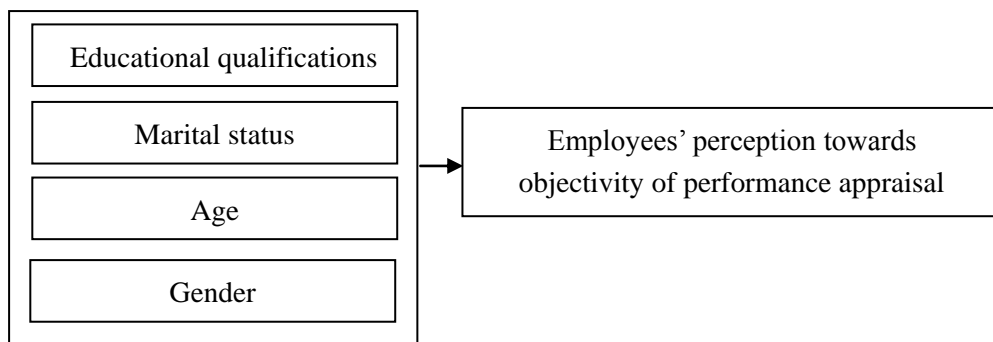 Educational qualifications
Marital status
Age
Gender
Employees’ perception towards
objectivity of performance appraisal